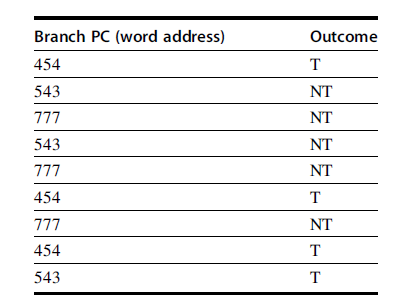 Branch PC (word address) Outcome
454 T
543 NT
777 NT
543 NT
777 NT
454 T
777 NT
454 T
543 T